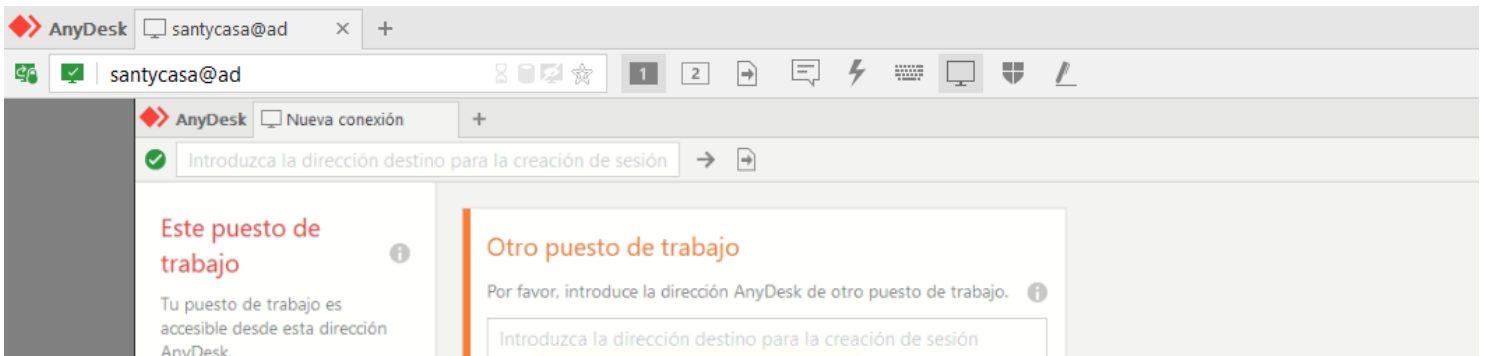 AnyDesk santycasa@ad
santycasa@ad 1 2
AnyDesk Nueva conexión
Introduzca la dirección destino para la creación de sesión
Este puesto de
trabajo
Tu puesto de trabajo es
accesible desde esta dirección
AnyDesk.
Otro puesto de trabajo
Por favor, introduce la dirección AnyDesk de otro puesto de trabajo.
Introduzca la dirección destino para la creación de sesión